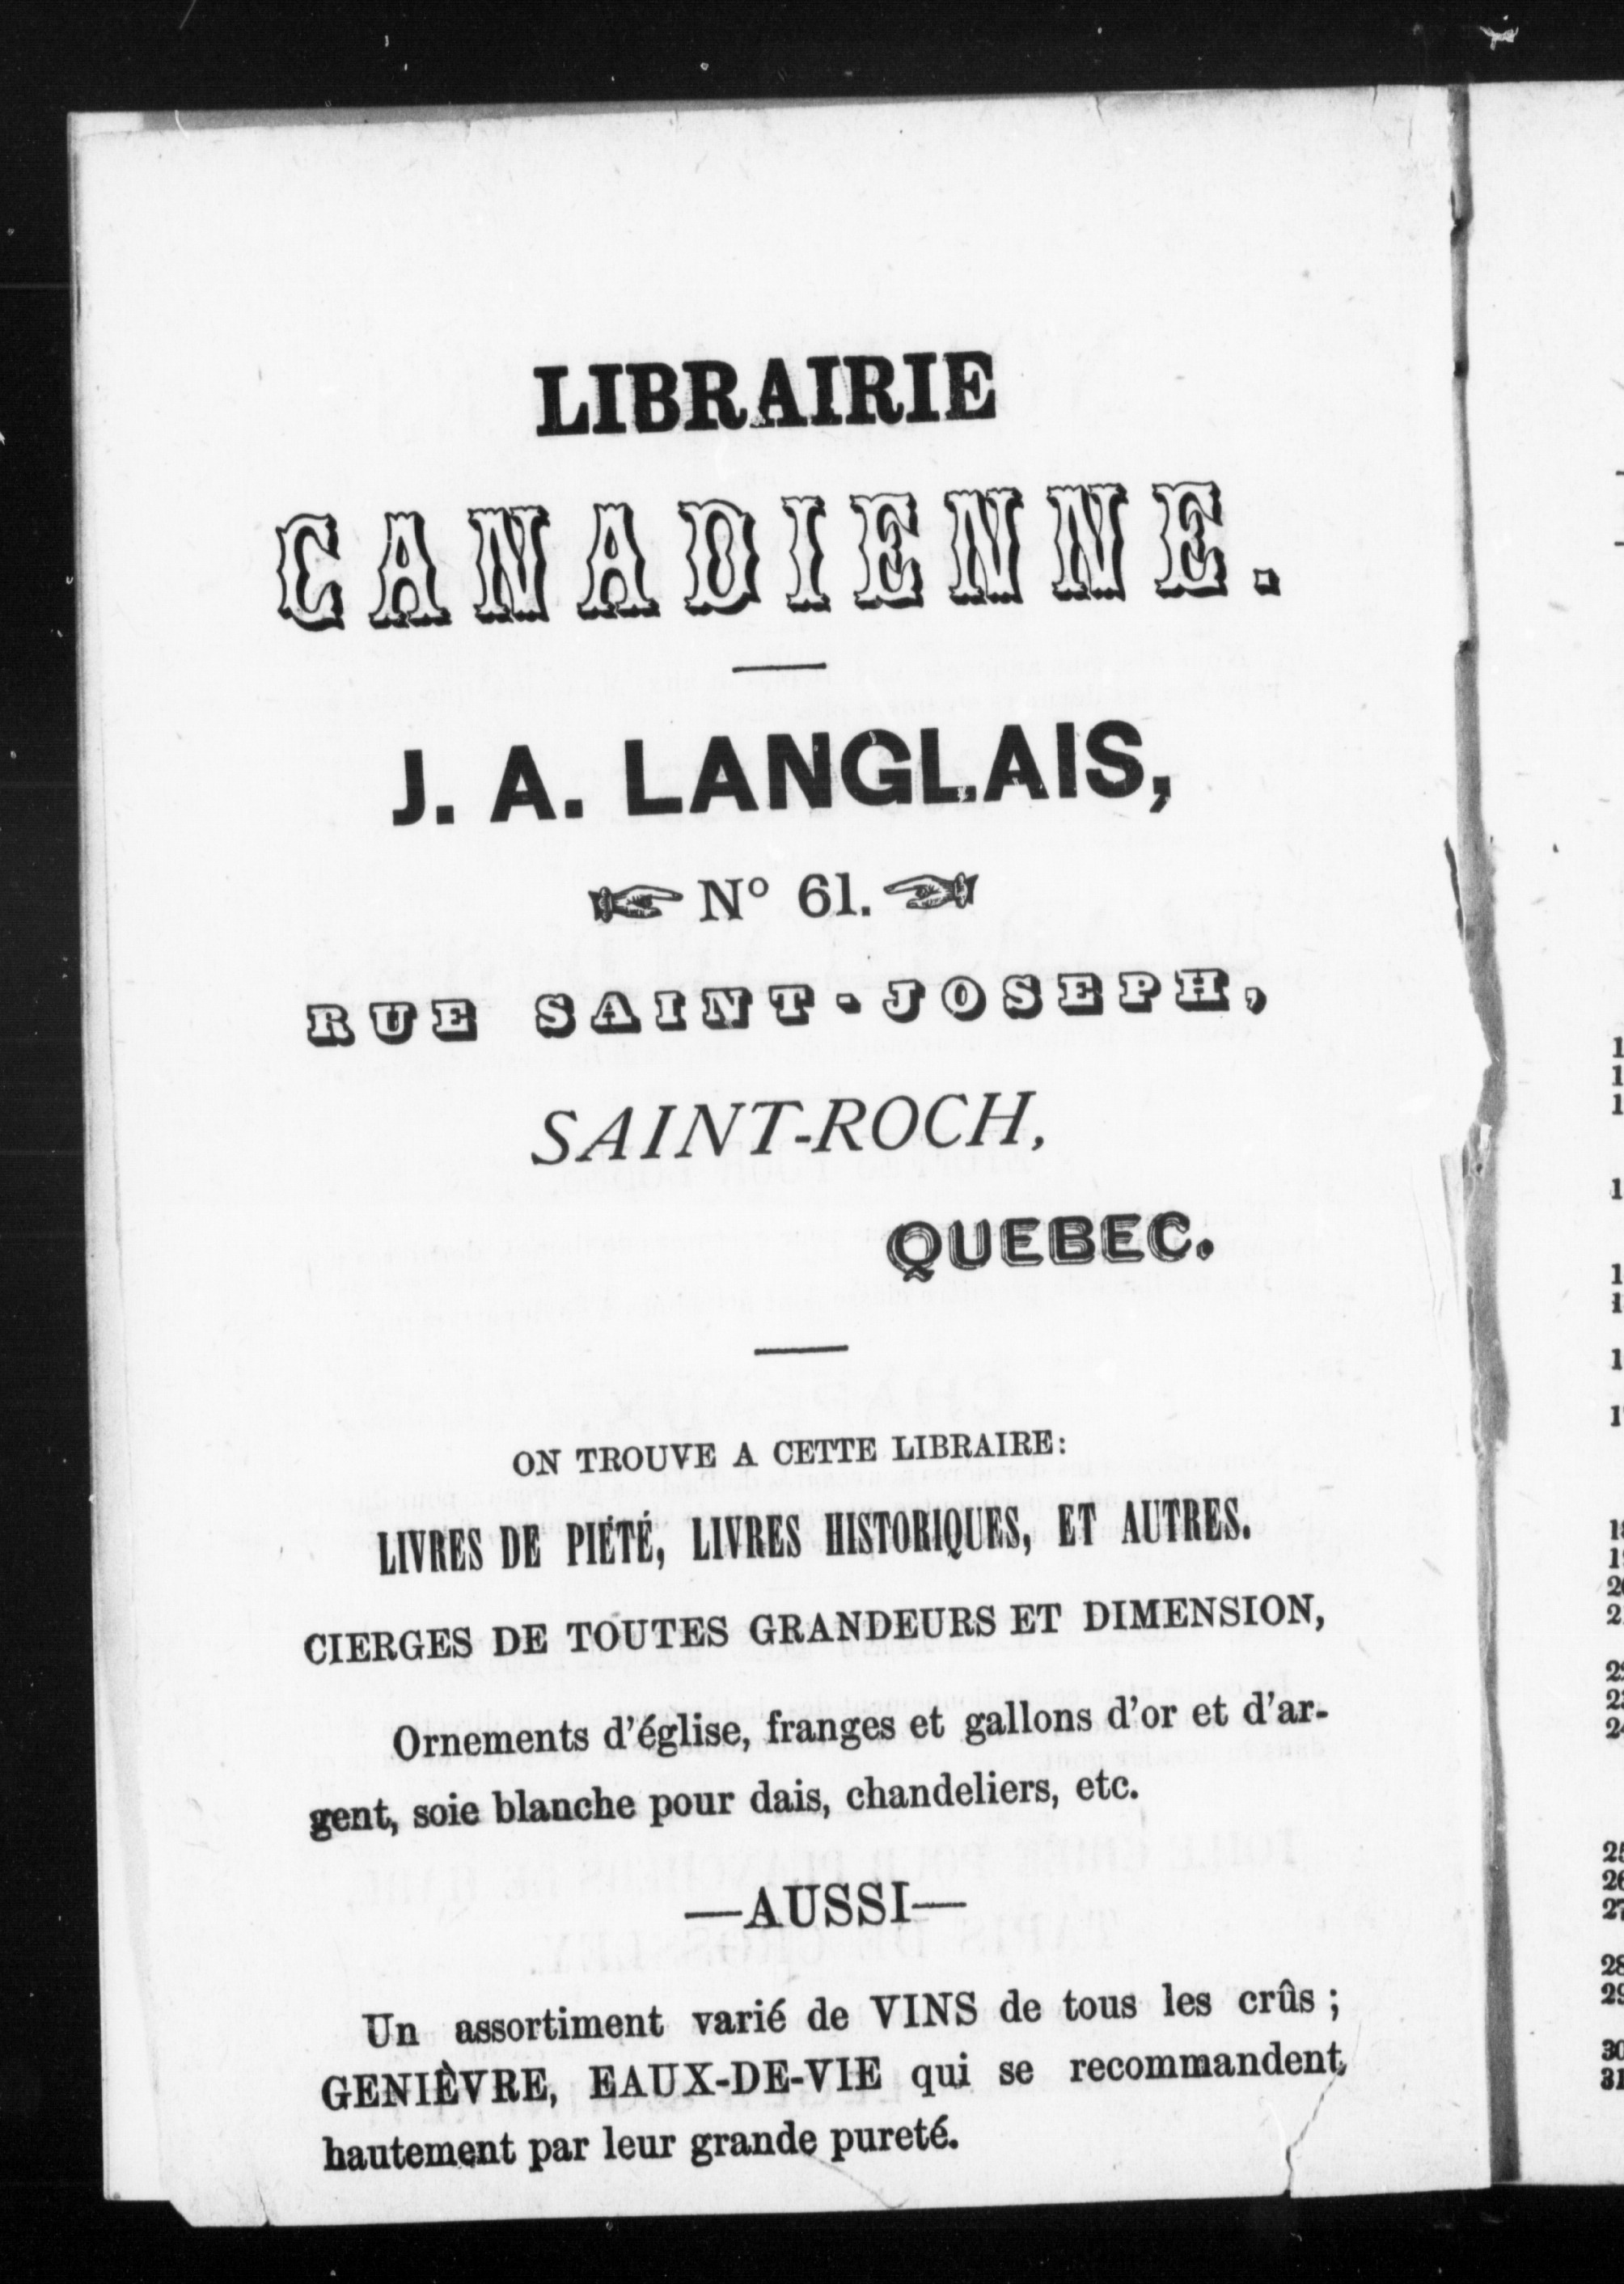 LIBRAIRIE
CANADIENNE.
J. A. LANGLAIS,
Nº 61.
RUE SAINT-JOSEPH,
SAINT-ROCH,
QUEBEC.
ON TROUVE A CETTE LIBRAIRE:
LIVRES DE PIÉTÉ, LIVRES HISTORIQUES, ET AUTRES.
CIERGES DE TOUTES GRANDEURS ET DIMENSION,
Ornements d'église, franges et gallons d'or et d'ar-
gent, soie blanche pour dais, chandeliers, etc.
—AUSSI—
Un assortiment varié de VINS de tous les crûs ;
GENIÈVRE, EAUX-DE-VIE qui se recommandent
hautement par leur grande pureté.